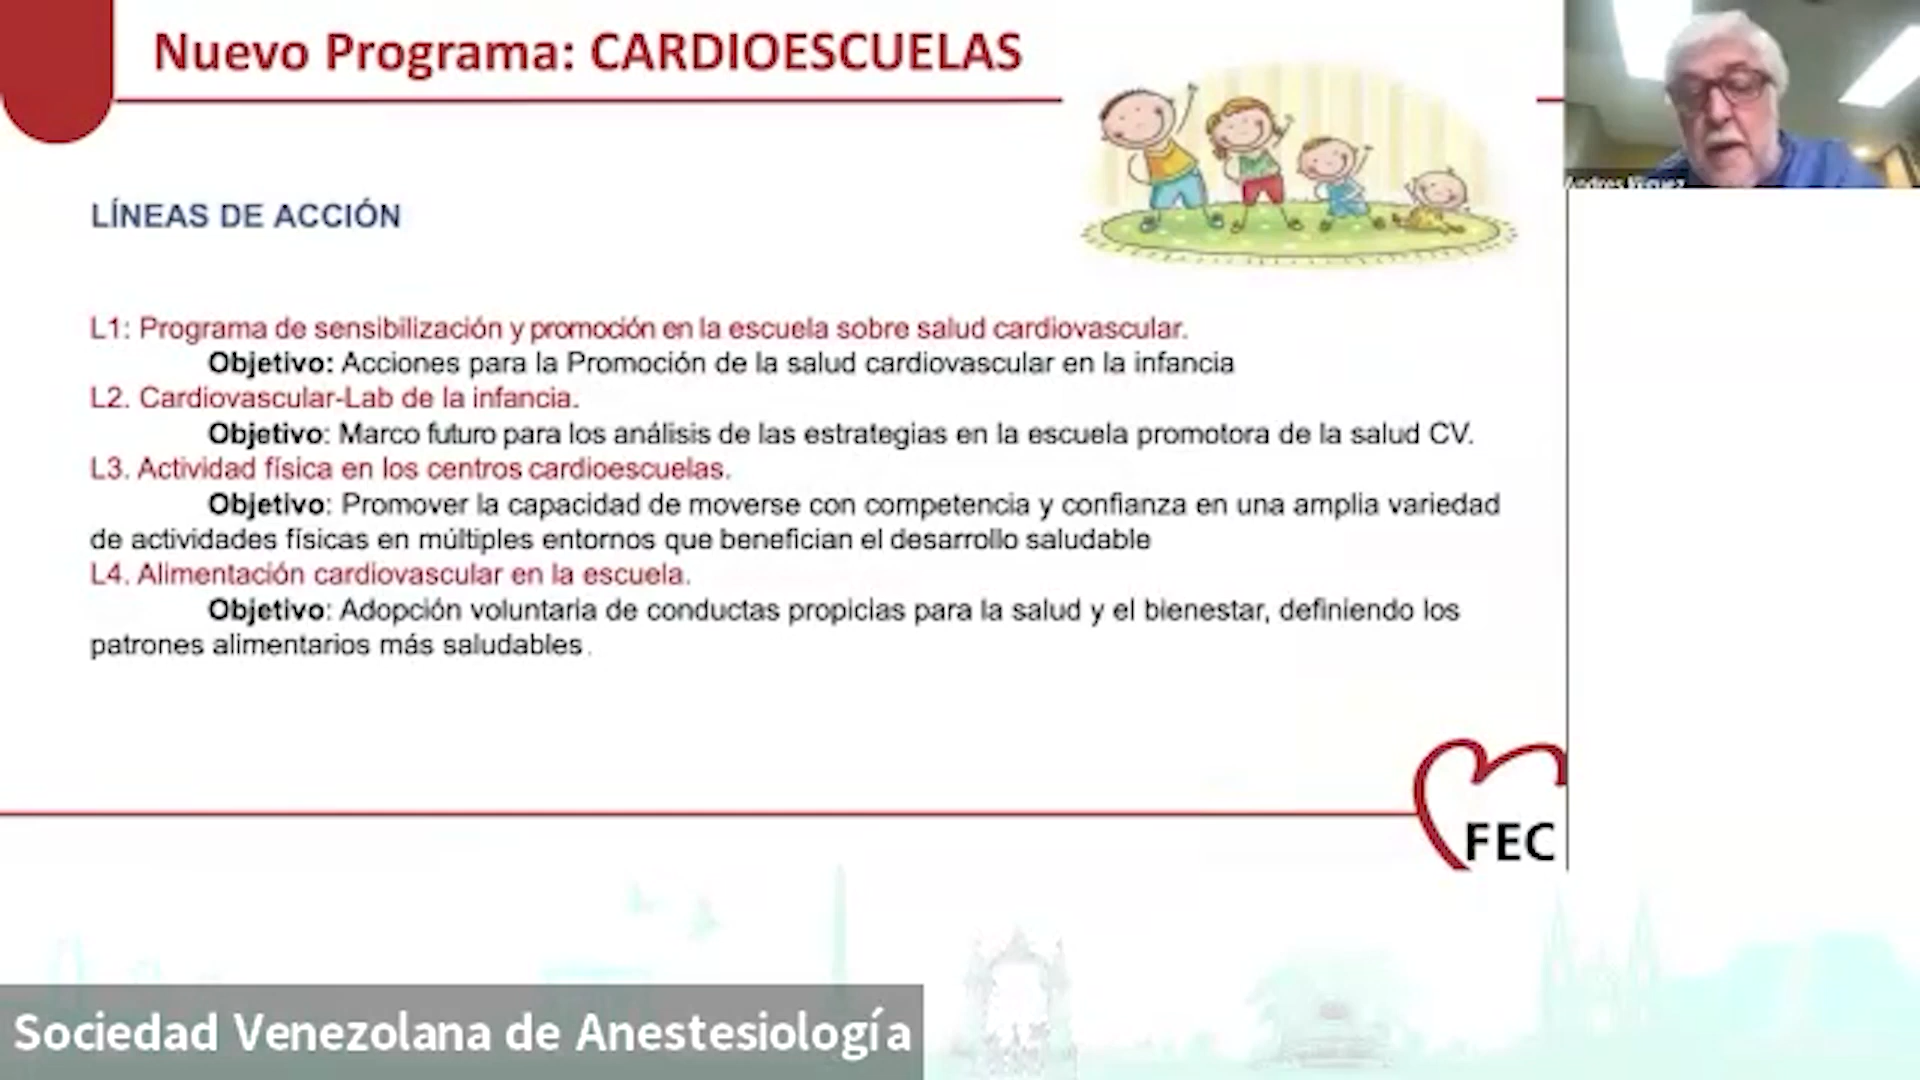 Nuevo Programa: CARDIOESCUELAS
LÍNEAS DE ACCIÓN
L1: Programa de sensibilización y promoción en la escuela sobre salud cardiovascular.
Objetivo: Acciones para la Promoción de la salud cardiovascular en la infancia
L2. Cardiovascular-Lab de la infancia.
Objetivo: Marco futuro para los análisis de las estrategias en la escuela promotora de la salud CV.
L3. Actividad física en los centros cardioescuelas.
Objetivo: Promover la capacidad de moverse con competencia y confianza en una amplia variedad
de actividades físicas en múltiples entornos que benefician el desarrollo saludable
L4. Alimentación cardiovascular en la escuela.
Objetivo: Adopción voluntaria de conductas propicias para la salud y el bienestar, definiendo los
patrones alimentarios más saludables.
FEC
Sociedad Venezolana de Anestesiología